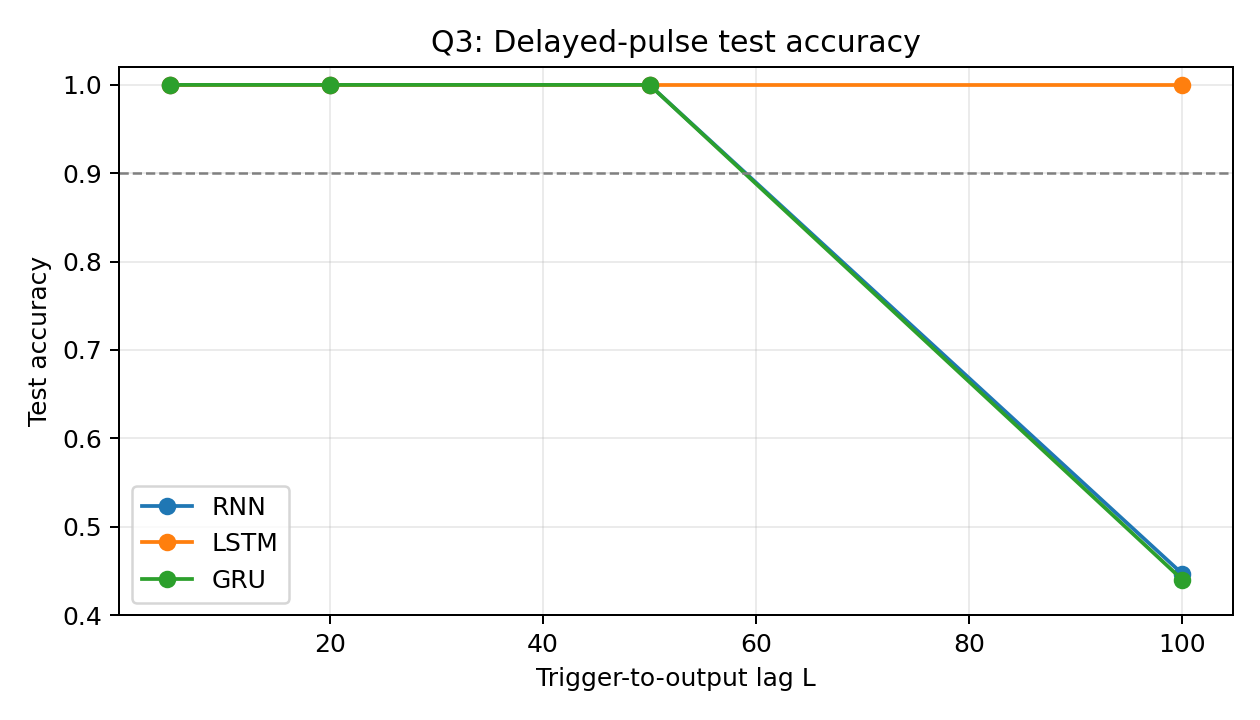 Q3: Delayed-pulse test accuracy
1.0
0.9
0.8
0.7
0.6
0.5
0.4
Test accuracy
RNN
LSTM
GRU
20 40 60 80 100
Trigger-to-output lag L